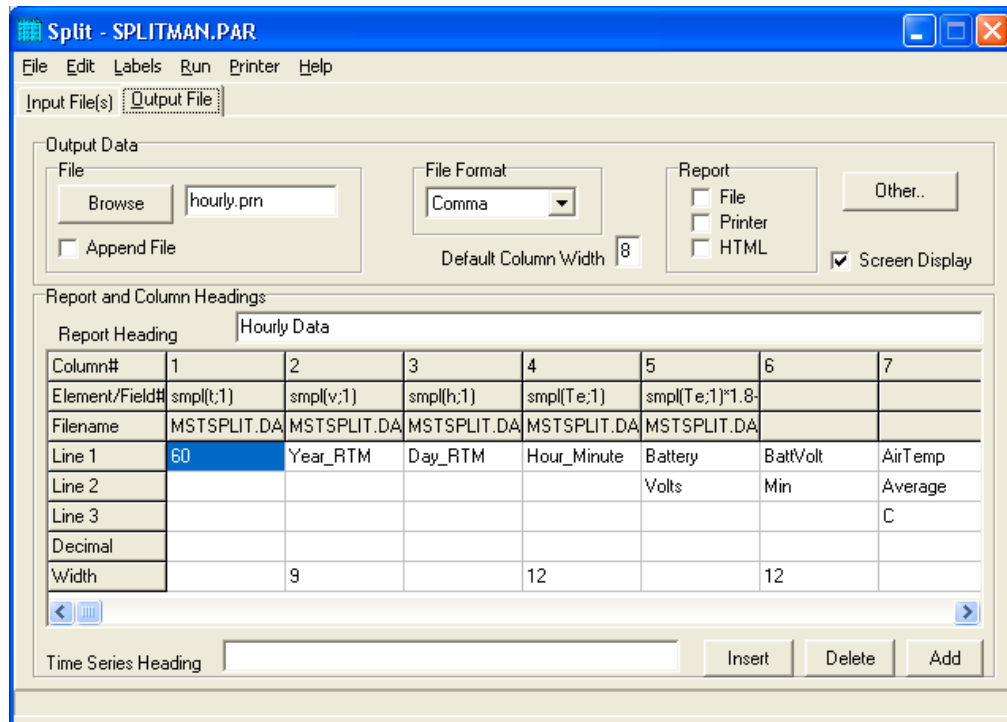 Split - SPLITMAN.PAR
File Edit Labels Run Printer Help
Input File(s) Output File
Output Data
File
Browse hourly.prn
Append File
File Format
Comma
Default Column Width 8
Report
File
Printer
HTML
Other..
Screen Display
Report and Column Headings
Report Heading Hourly Data
Column# 1 2 3 4 5 6 7
Element/Field# smpl(t;1) smpl(v;1) smpl(h;1) smpl(Te;1) smpl(Te;1)*1.8-
Filename MSTSPLIT.DA MSTSPLIT.DA MSTSPLIT.DA MSTSPLIT.DA MSTSPLIT.DA
Line 1 60 Year_RTM Day_RTM Hour_Minute Battery BattVolt AirTemp
Line 2 Volts Min Average
Line 3 C
Decimal
Width 9 12 12
Time Series Heading Insert Delete Add